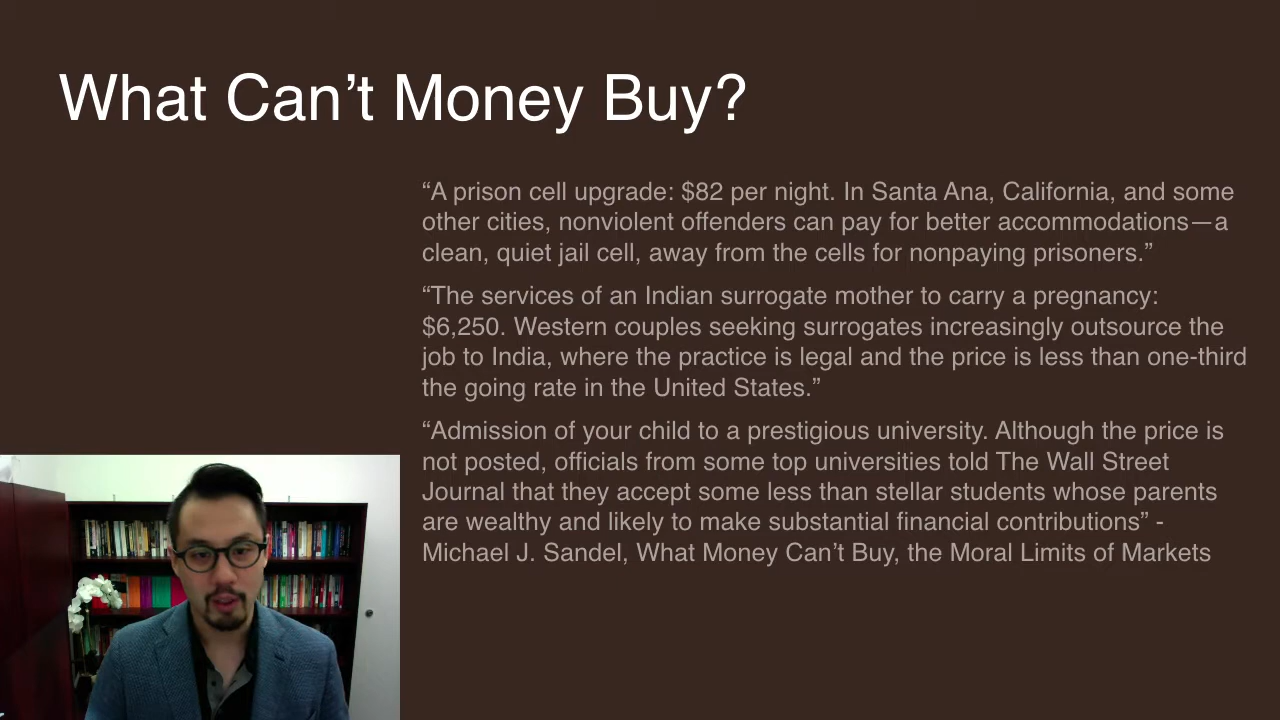 What Can’t Money Buy?
“A prison cell upgrade: $82 per night. In Santa Ana, California, and some
other cities, nonviolent offenders can pay for better accommodations—a
clean, quiet jail cell, away from the cells for nonpaying prisoners.”
“The services of an Indian surrogate mother to carry a pregnancy:
$6,250. Western couples seeking surrogates increasingly outsource the
job to India, where the practice is legal and the price is less than one-third
the going rate in the United States.”
“Admission of your child to a prestigious university. Although the price is
not posted, officials from some top universities told The Wall Street
Journal that they accept some less than stellar students whose parents
are wealthy and likely to make substantial financial contributions” -
Michael J. Sandel, What Money Can’t Buy, the Moral Limits of Markets